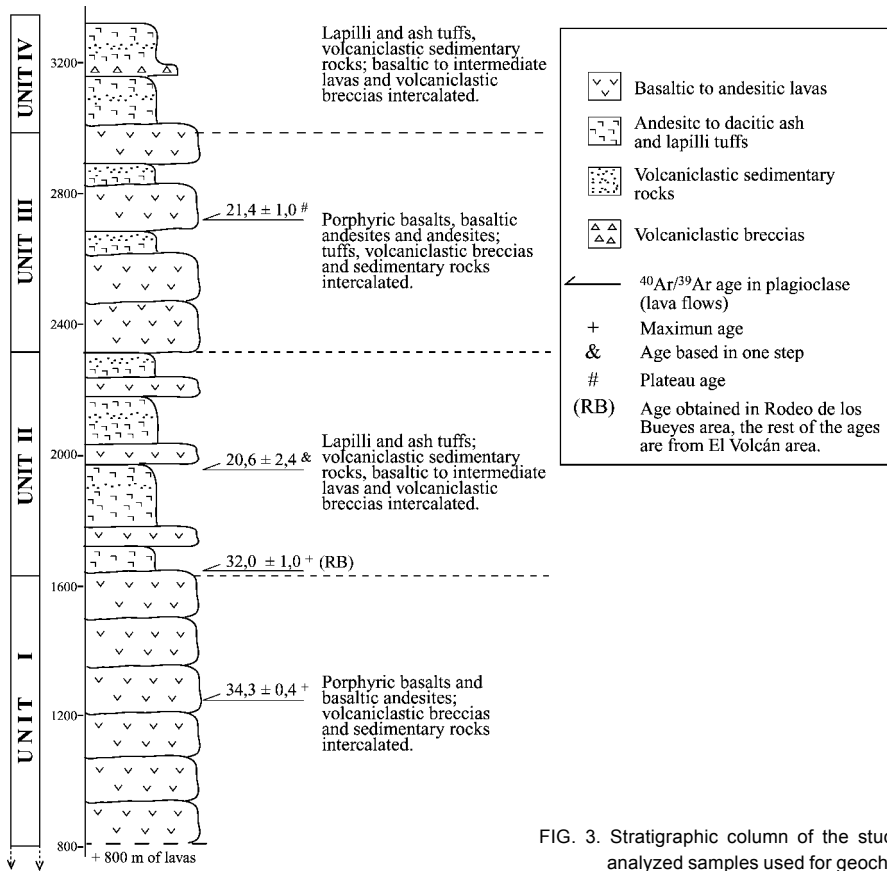 UNIT IV
UNIT III
UNIT II
UNIT I
3200
2800
2400
2000
1600
1200
800
+ 800 m of lavas
Lapilli and ash tuffs,
volcaniclastic sedimentary
rocks; basaltic to intermediate
lavas and volcaniclastic
breccias intercalated.
21,4 ± 1,0 #
Porphyric basalts, basaltic
andesites and andesites;
tuffs, volcaniclastic breccias
and sedimentary rocks
intercalated.
20,6 ± 2,4 &
Lapilli and ash tuffs;
volcaniclastic sedimentary
rocks, basaltic to intermediate
lavas and volcaniclastic
breccias intercalated.
32,0 ± 1,0 + (RB)
34,3 ± 0,4 +
Porphyric basalts and
basaltic andesites;
volcaniclastic breccias
and sedimentary rocks
intercalated.
Basaltic to andesitic lavas
Andesitc to dacitic ash
and lapilli tuffs
Volcaniclastic sedimentary
rocks
Volcaniclastic breccias
40Ar/39Ar age in plagioclase
(lava flows)
+ Maximun age
& Age based in one step
# Plateau age
(RB) Age obtained in Rodeo de los
Bueyes area, the rest of the ages
are from El Volcán area.
FIG. 3. Stratigraphic column of the stu
analyzed samples used for geoch